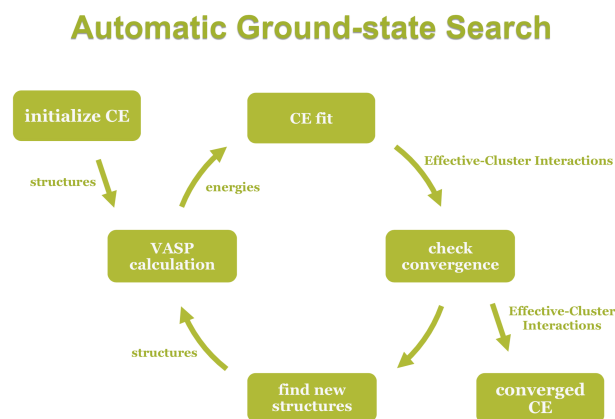 Automatic Ground-state Search
initialize CE
CE fit
structures
energies
Effective-Cluster Interactions
VASP
calculation
check
convergence
structures
Effective-Cluster
Interactions
find new
structures
converged
CE